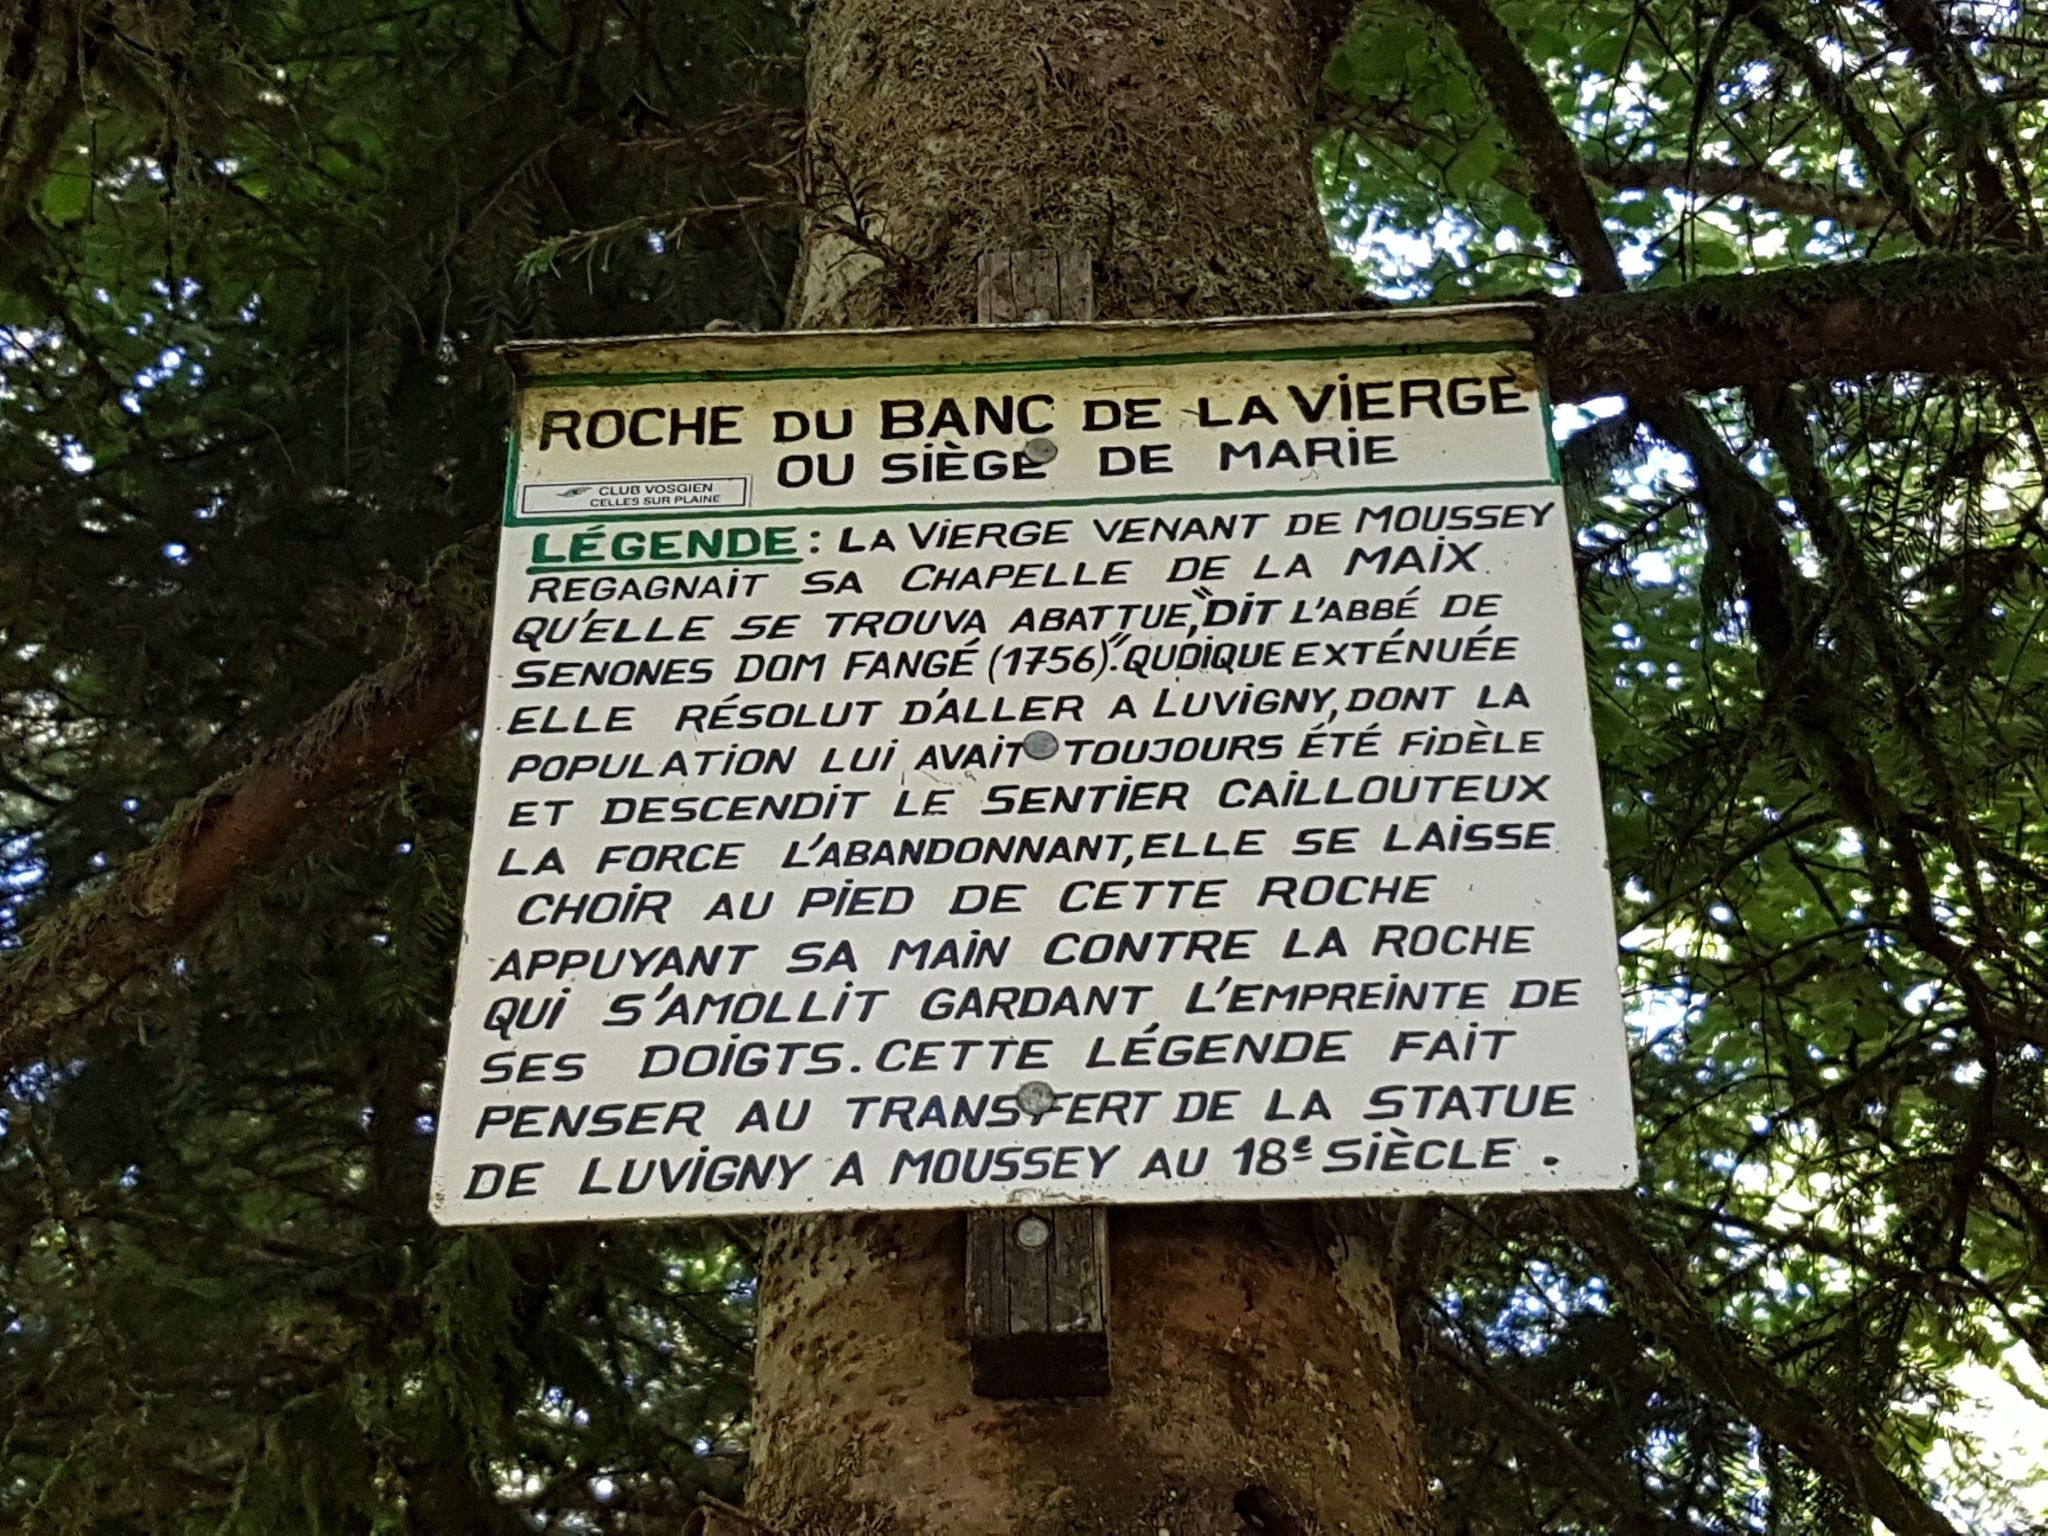 ROCHE DU BANC DE LA VIERGE
OU SIÈGE DE MARIE
CLUB VOSGIEN
CELLES SUR PLAINE
LÉGENDE : LA VIERGE VENANT DE MOUSSEY
REGAGNAIT SA CHAPELLE DE LA MAIX
QU'ELLE SE TROUVA ABATTUE,"DIT L'ABBÉ DE
SENONES DOM FANGÉ (1756)". QUOIQUE EXTÉNUÉE
ELLE RÉSOLUT D'ALLER A LUVIGNY, DONT LA
POPULATION LUI AVAIT TOUJOURS ÉTÉ FIDÈLE
ET DESCENDIT LE SENTIER CAILLOUTEUX
LA FORCE L'ABANDONNANT, ELLE SE LAISSE
CHOIR AU PIED DE CETTE ROCHE
APPUYANT SA MAIN CONTRE LA ROCHE
QUI S'AMOLLIT GARDANT L'EMPREINTE DE
SES DOIGTS. CETTE LÉGENDE FAIT
PENSER AU TRANSFERT DE LA STATUE
DE LUVIGNY A MOUSSEY AU 18e SIÈCLE.